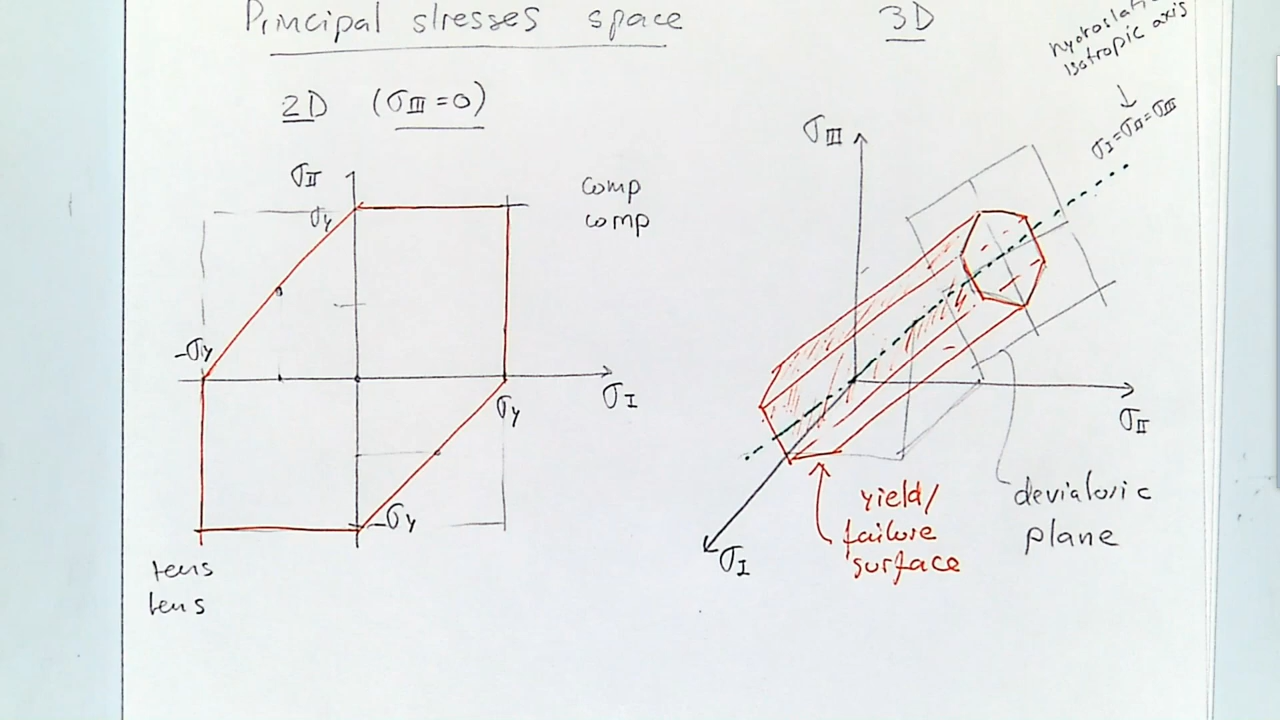 Principal stresses space
3D
2D (σIII = 0)
isotropic axis
σI = σII = σIII
σII
σy
comp
comp
-σy
σI
σy
-σy
tens
tens
σIII
σII
σI
yield/
failure
surface
deviatoric
plane